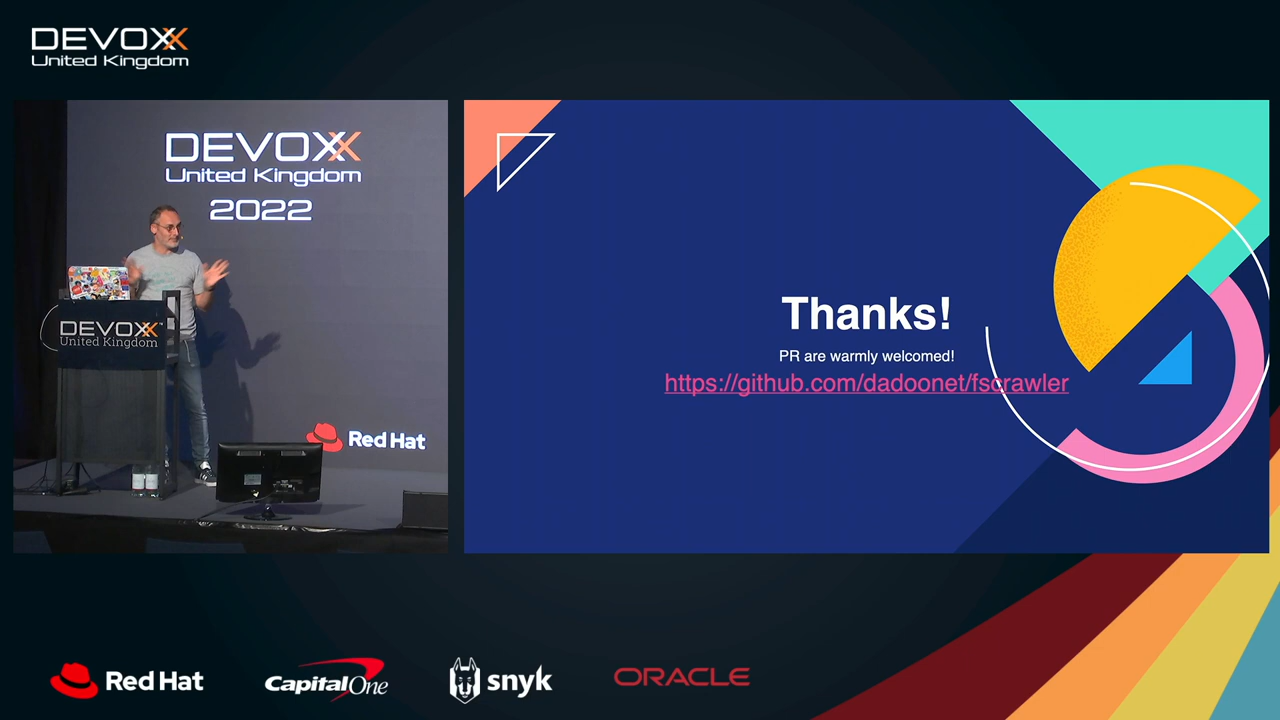 DEVOXX
United Kingdom
DEVOXX
United Kingdom
2022
DEVOXX™
United Kingdom
Red Hat
Thanks!
PR are warmly welcomed!
https://github.com/dadoonet/fscrawler
Red Hat
Capital One
snyk
ORACLE